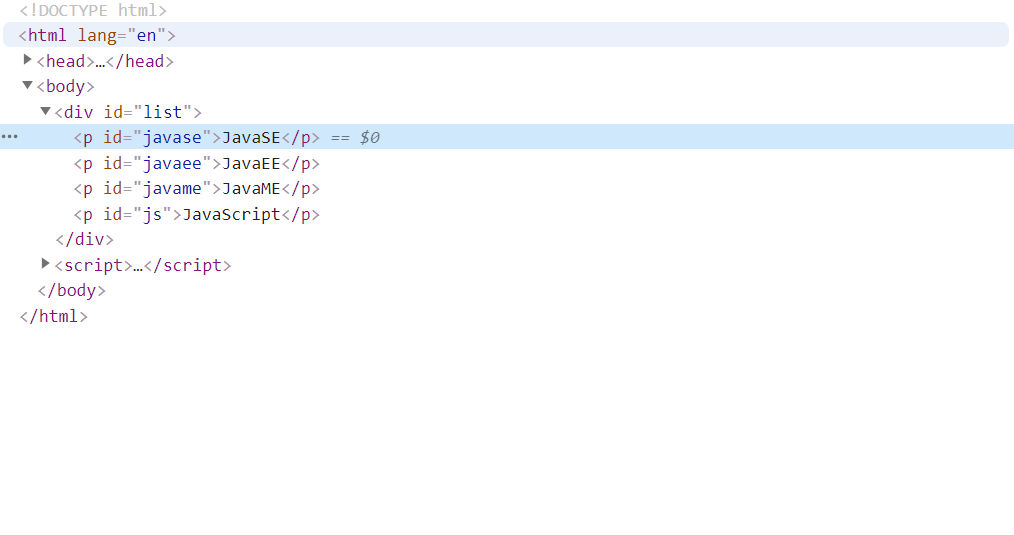 <!DOCTYPE html>
<html lang="en">
<head>…</head>
<body>
<div id="list">
<p id="javase">JavaSE</p> == $0
<p id="javaee">JavaEE</p>
<p id="javame">JavaME</p>
<p id="js">JavaScript</p>
</div>
<script>…</script>
</body>
</html>